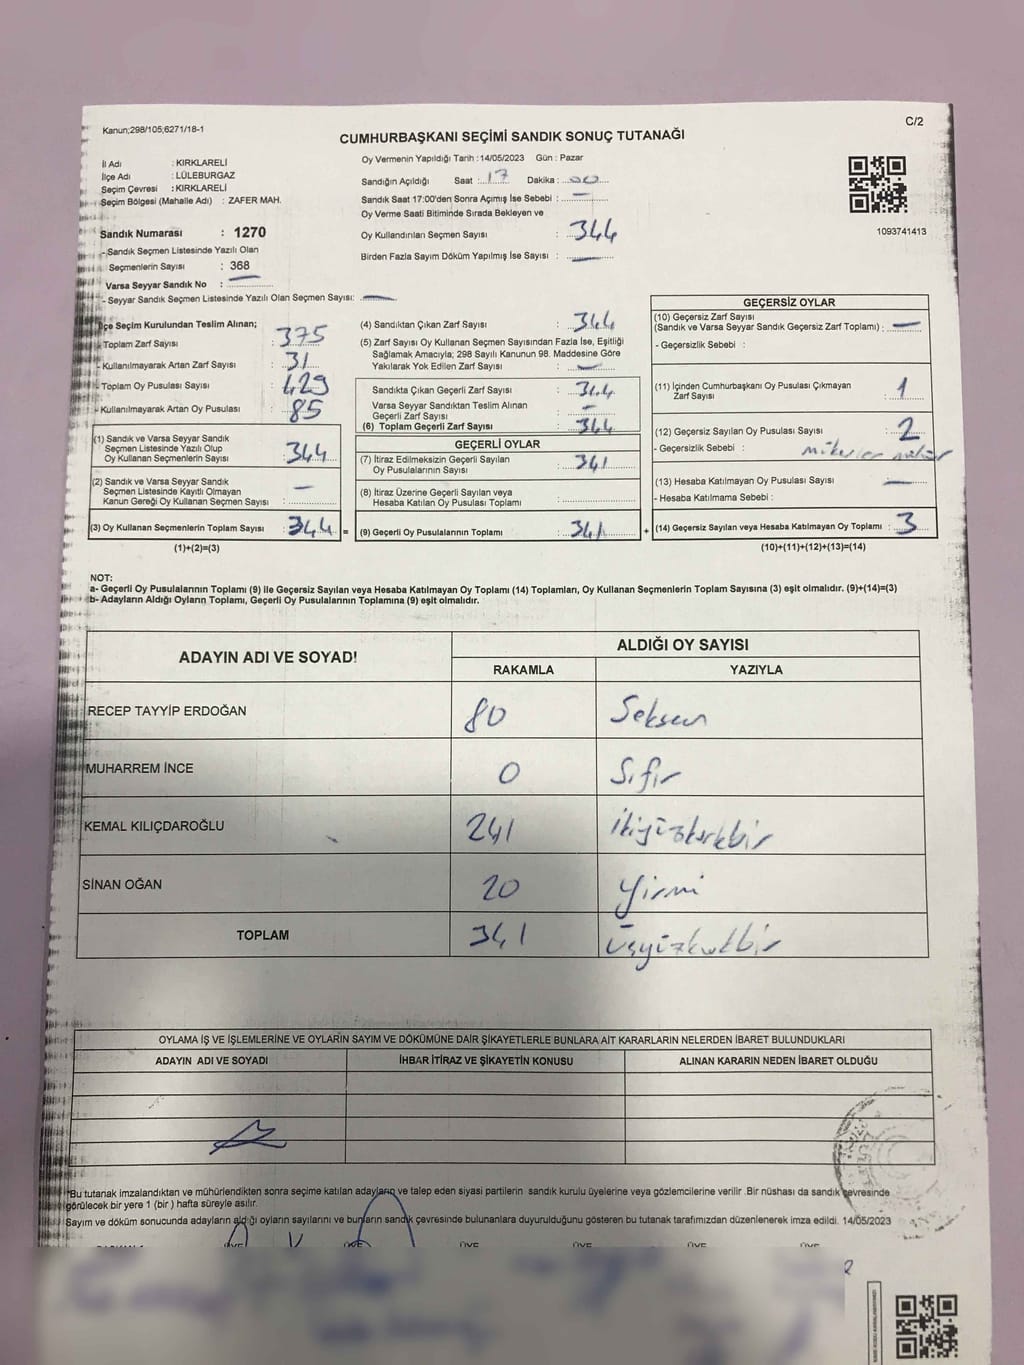 Kanun;298/105;6271/18-1
C/2
CUMHURBAŞKANI SEÇİMİ SANDIK SONUÇ TUTANAĞI
İl Adı : KIRKLARELİ
İlçe Adı : LÜLEBURGAZ
Seçim Çevresi : KIRKLARELİ
Seçim Bölgesi (Mahalle Adı) : ZAFER MAH.
Sandık Numarası : 1270
- Sandık Seçmen Listesinde Yazılı Olan
Seçmenlerin Sayısı : 368
Varsa Seyyar Sandık No :
- Seyyar Sandık Seçmen Listesinde Yazılı Olan Seçmen Sayısı: —
Oy Vermenin Yapıldığı Tarih : 14/05/2023 Gün : Pazar
Sandığın Açıldığı Saat : 17 Dakika : 00
Sandık Saat 17:00'den Sonra Açımış İse Sebebi : —
Oy Verme Saati Bitiminde Sırada Bekleyen ve
Oy Kullandırılan Seçmen Sayısı : 344
Birden Fazla Sayım Döküm Yapılmış İse Sayısı : —
1093741413
İlçe Seçim Kurulundan Teslim Alınan;
- Toplam Zarf Sayısı : 375
- Kullanılmayarak Artan Zarf Sayısı : 31
- Toplam Oy Pusulası Sayısı : 429
- Kullanılmayarak Artan Oy Pusulası : 85
(1) Sandık ve Varsa Seyyar Sandık
Seçmen Listesinde Yazılı Olup
Oy Kullanan Seçmenlerin Sayısı : 344
(2) Sandık ve Varsa Seyyar Sandık
Seçmen Listesinde Kayıtlı Olmayan
Kanun Gereği Oy Kullanan Seçmen Sayısı : —
(3) Oy Kullanan Seçmenlerin Toplam Sayısı : 344 =
(1)+(2)=(3)
(4) Sandıktan Çıkan Zarf Sayısı : 344
(5) Zarf Sayısı Oy Kullanan Seçmen Sayısından Fazla İse, Eşitliği
Sağlamak Amacıyla; 298 Sayılı Kanunun 98. Maddesine Göre
Yakılarak Yok Edilen Zarf Sayısı : —
Sandıkta Çıkan Geçerli Zarf Sayısı : 344
Varsa Seyyar Sandıktan Teslim Alınan
Geçerli Zarf Sayısı : —
(6) Toplam Geçerli Zarf Sayısı : 344
GEÇERLİ OYLAR
(7) İtiraz Edilmeksizin Geçerli Sayılan
Oy Pusulalarının Sayısı : 341
(8) İtiraz Üzerine Geçerli Sayılan veya
Hesaba Katılan Oy Pusulaları Toplamı :
(9) Geçerli Oy Pusulalarının Toplamı : 341 +
GEÇERSİZ OYLAR
(10) Geçersiz Zarf Sayısı
(Sandık ve Varsa Seyyar Sandık Geçersiz Zarf Toplamı) : —
- Geçersizlik Sebebi :
(11) İçinden Cumhurbaşkanı Oy Pusulası Çıkmayan
Zarf Sayısı : 1
(12) Geçersiz Sayılan Oy Pusulası Sayısı : 2
- Geçersizlik Sebebi :
(13) Hesaba Katılmayan Oy Pusulası Sayısı : —
- Hesaba Katılmama Sebebi :
(14) Geçersiz Sayılan veya Hesaba Katılmayan Oy Toplamı : 3
(10)+(11)+(12)+(13)=(14)
NOT:
a- Geçerli Oy Pusulalarının Toplamı (9) ile Geçersiz Sayılan veya Hesaba Katılmayan Oy Toplamı (14) Toplamları, Oy Kullanan Seçmenlerin Toplam Sayısına (3) eşit olmalıdır. (9)+(14)=(3)
b- Adayların Aldığı Oyların Toplamı, Geçerli Oy Pusulalarının Toplamına (9) eşit olmalıdır.
ADAYIN ADI VE SOYADI ALDIĞI OY SAYISI
RAKAMLA YAZIYLA
RECEP TAYYİP ERDOĞAN 80 Seksen
MUHARREM İNCE 0 Sıfır
KEMAL KILIÇDAROĞLU 241 İkiyüzkırkbir
SİNAN OĞAN 20 Yirmi
TOPLAM 341 Üçyüzkırkbir
OYLAMA İŞ VE İŞLEMLERİNE VE OYLARIN SAYIM VE DÖKÜMÜNE DAİR ŞİKAYETLERLE BUNLARA AİT KARARLARIN NELERDEN İBARET BULUNDUKLARI
ADAYIN ADI VE SOYADI İHBAR İTİRAZ VE ŞİKAYETİN KONUSU ALINAN KARARIN NEDEN İBARET OLDUĞU
*Bu tutanak imzalandıktan ve mühürlendikten sonra seçime katılan adayların ve talep eden siyasi partilerin sandık kurulu üyelerine veya gözlemcilerine verilir .Bir nüshası da sandık çevresinde
görülecek bir yere 1 (bir ) hafta süreyle asılır.
Sayım ve döküm sonucunda adayların aldığı oyların sayılarını ve bunların sandık çevresinde bulunanlara duyurulduğunu gösteren bu tutanak tarafımızdan düzenlenerek imza edildi. 14/05/2023
ÜYE ÜYE ÜYE ÜYE ÜYE ÜYE